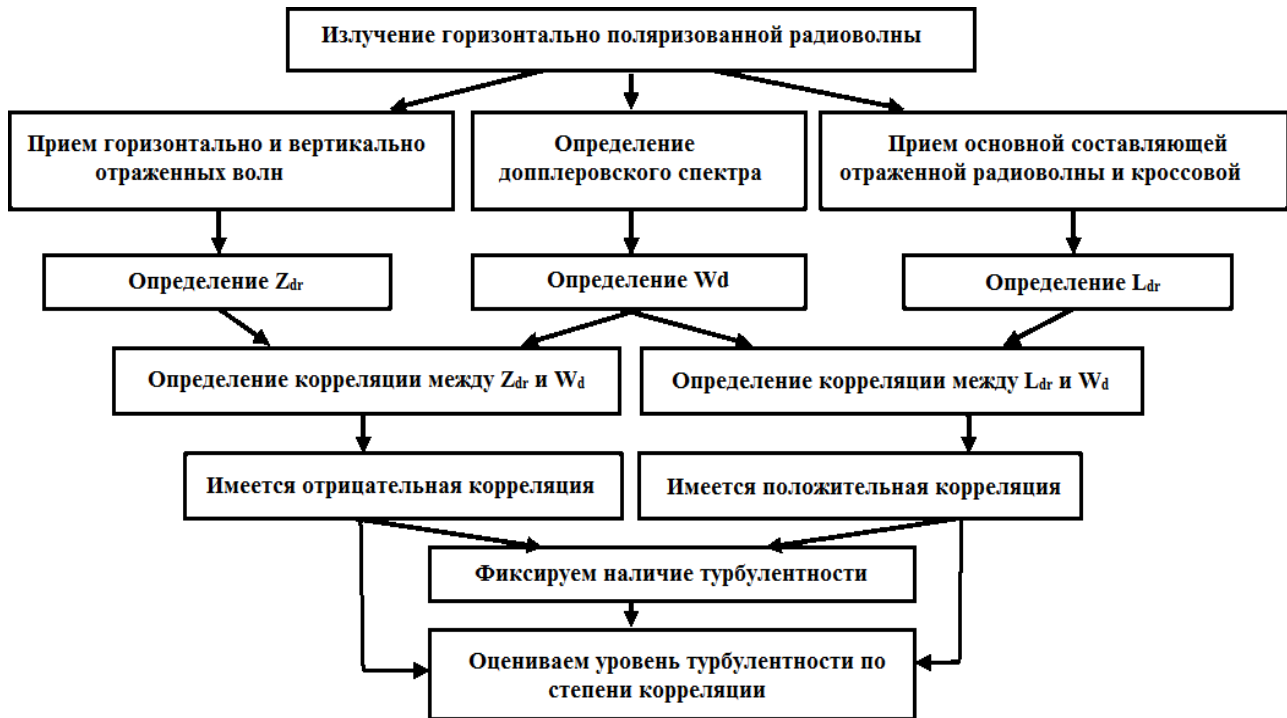 Излучение горизонтально поляризованной радиоволны
Прием горизонтально и вертикально
отраженных волн
Определение
допплеровского спектра
Прием основной составляющей
отраженной радиоволны и кроссовой
Определение Zdr
Определение Wd
Определение Ldr
Определение корреляции между Zdr и Wd
Определение корреляции между Ldr и Wd
Имеется отрицательная корреляция
Имеется положительная корреляция
Фиксируем наличие турбулентности
Оцениваем уровень турбулентности по
степени корреляции